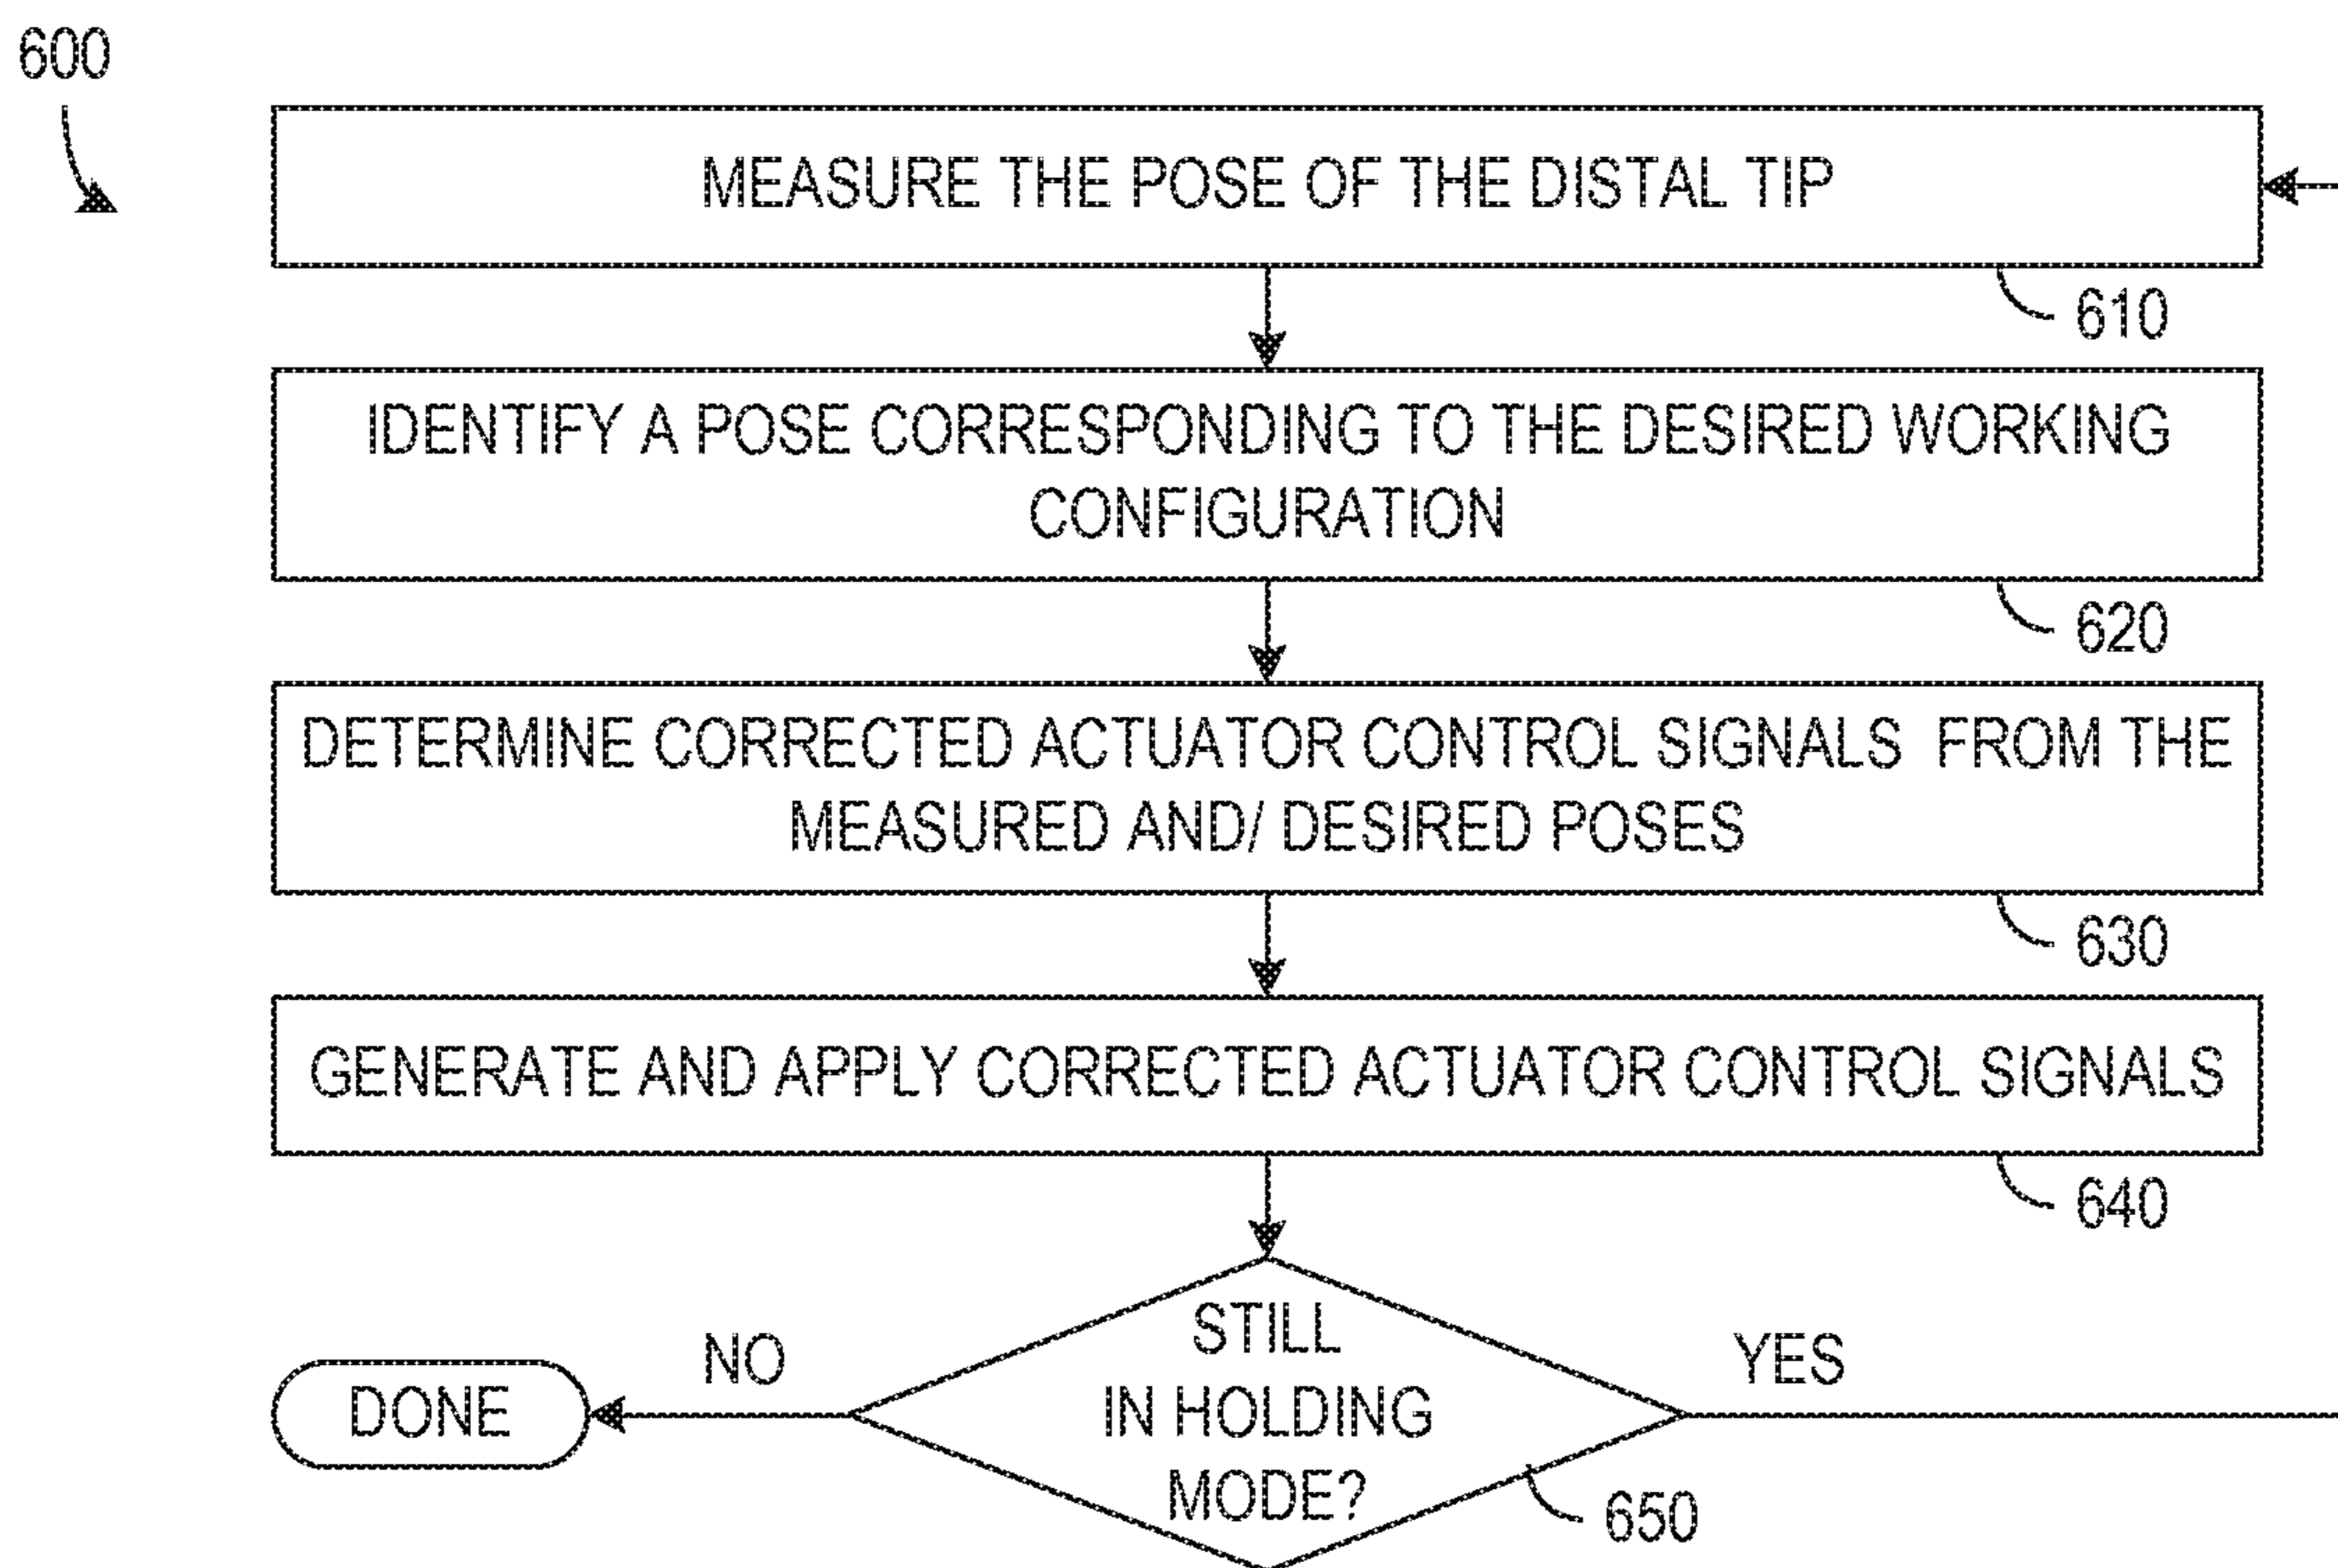 600
MEASURE THE POSE OF THE DISTAL TIP
610
IDENTIFY A POSE CORRESPONDING TO THE DESIRED WORKING
CONFIGURATION
620
DETERMINE CORRECTED ACTUATOR CONTROL SIGNALS FROM THE
MEASURED AND/ DESIRED POSES
630
GENERATE AND APPLY CORRECTED ACTUATOR CONTROL SIGNALS
640
STILL
IN HOLDING
MODE?
NO
YES
DONE
650